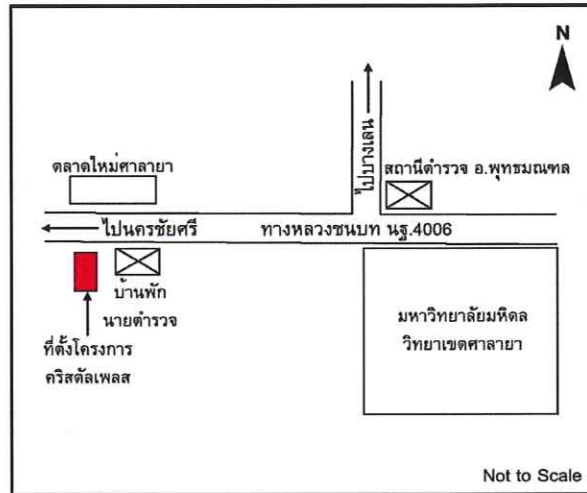 N
ไปบางเลน
ตลาดใหม่ศาลายา
สถานีตำรวจ อ.พุทธมณฑล
ไปนครชัยศรี
ทางหลวงชนบท นฐ.4006
บ้านพัก
นายตำรวจ
ที่ตั้งโครงการ
คริสตัลเพลส
มหาวิทยาลัยมหิดล
วิทยาเขตศาลายา
Not to Scale